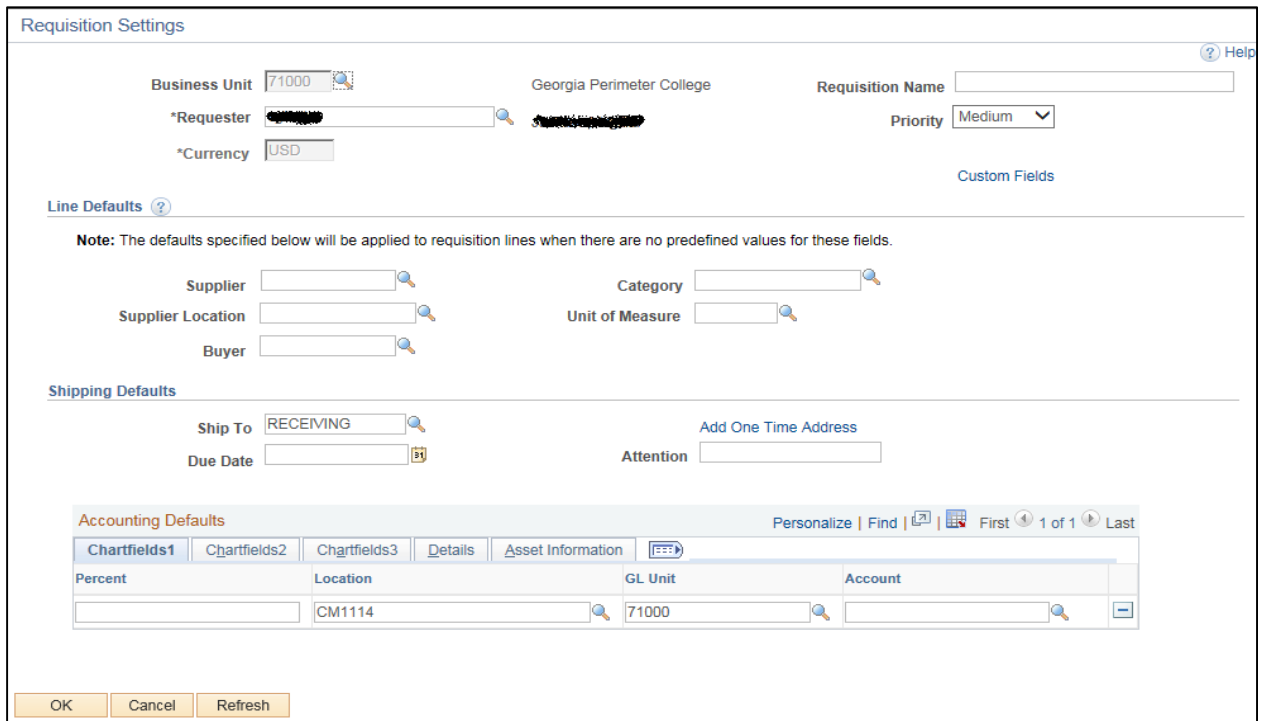 Requisition Settings
Help
Business Unit 71000 Georgia Perimeter College Requisition Name
*Requester Priority Medium
*Currency USD
Custom Fields
Line Defaults
Note: The defaults specified below will be applied to requisition lines when there are no predefined values for these fields.
Supplier Category
Supplier Location Unit of Measure
Buyer
Shipping Defaults
Ship To RECEIVING Add One Time Address
Due Date 31 Attention
Accounting Defaults Personalize | Find | | First 1 of 1 Last
Chartfields1 Chartfields2 Chartfields3 Details Asset Information
Percent Location GL Unit Account
CM1114 71000
OK Cancel Refresh